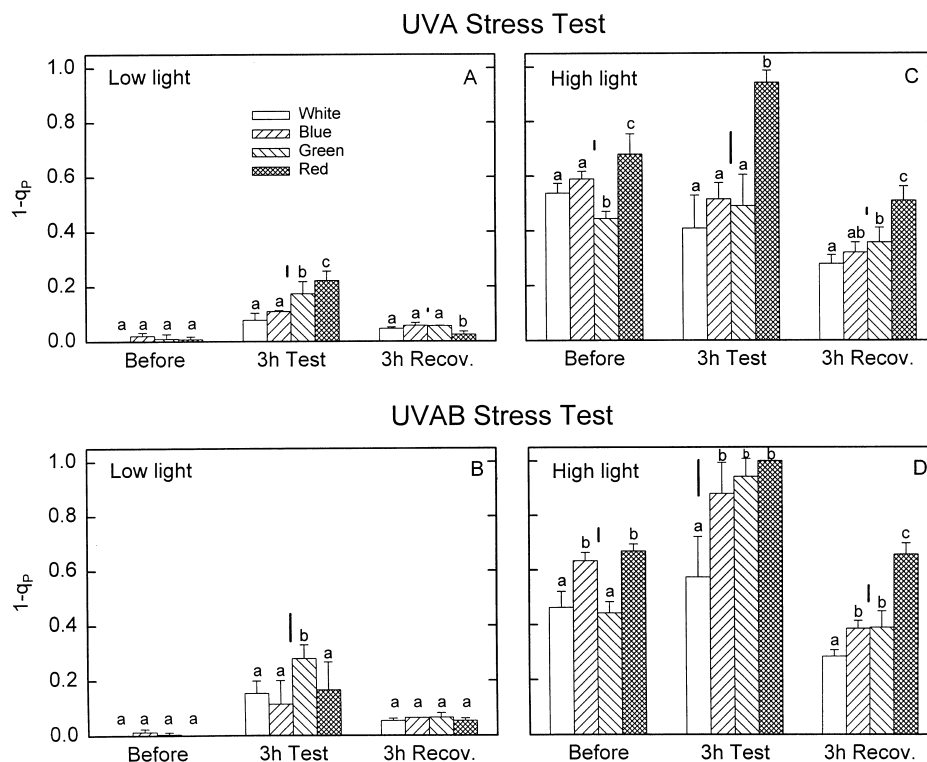 UVA Stress Test
Low light
A
White
Blue
Green
Red
1-qP
1.0
0.8
0.6
0.4
0.2
0.0
a a a a
a a b c
a a a b
Before 3h Test 3h Recov.
High light
C
a a b c
a a a b
a ab b c
Before 3h Test 3h Recov.
UVAB Stress Test
Low light
B
1-qP
1.0
0.8
0.6
0.4
0.2
0.0
a a a a
a a b a
a a a a
Before 3h Test 3h Recov.
High light
D
a b a b
a b b b
a b b c
Before 3h Test 3h Recov.